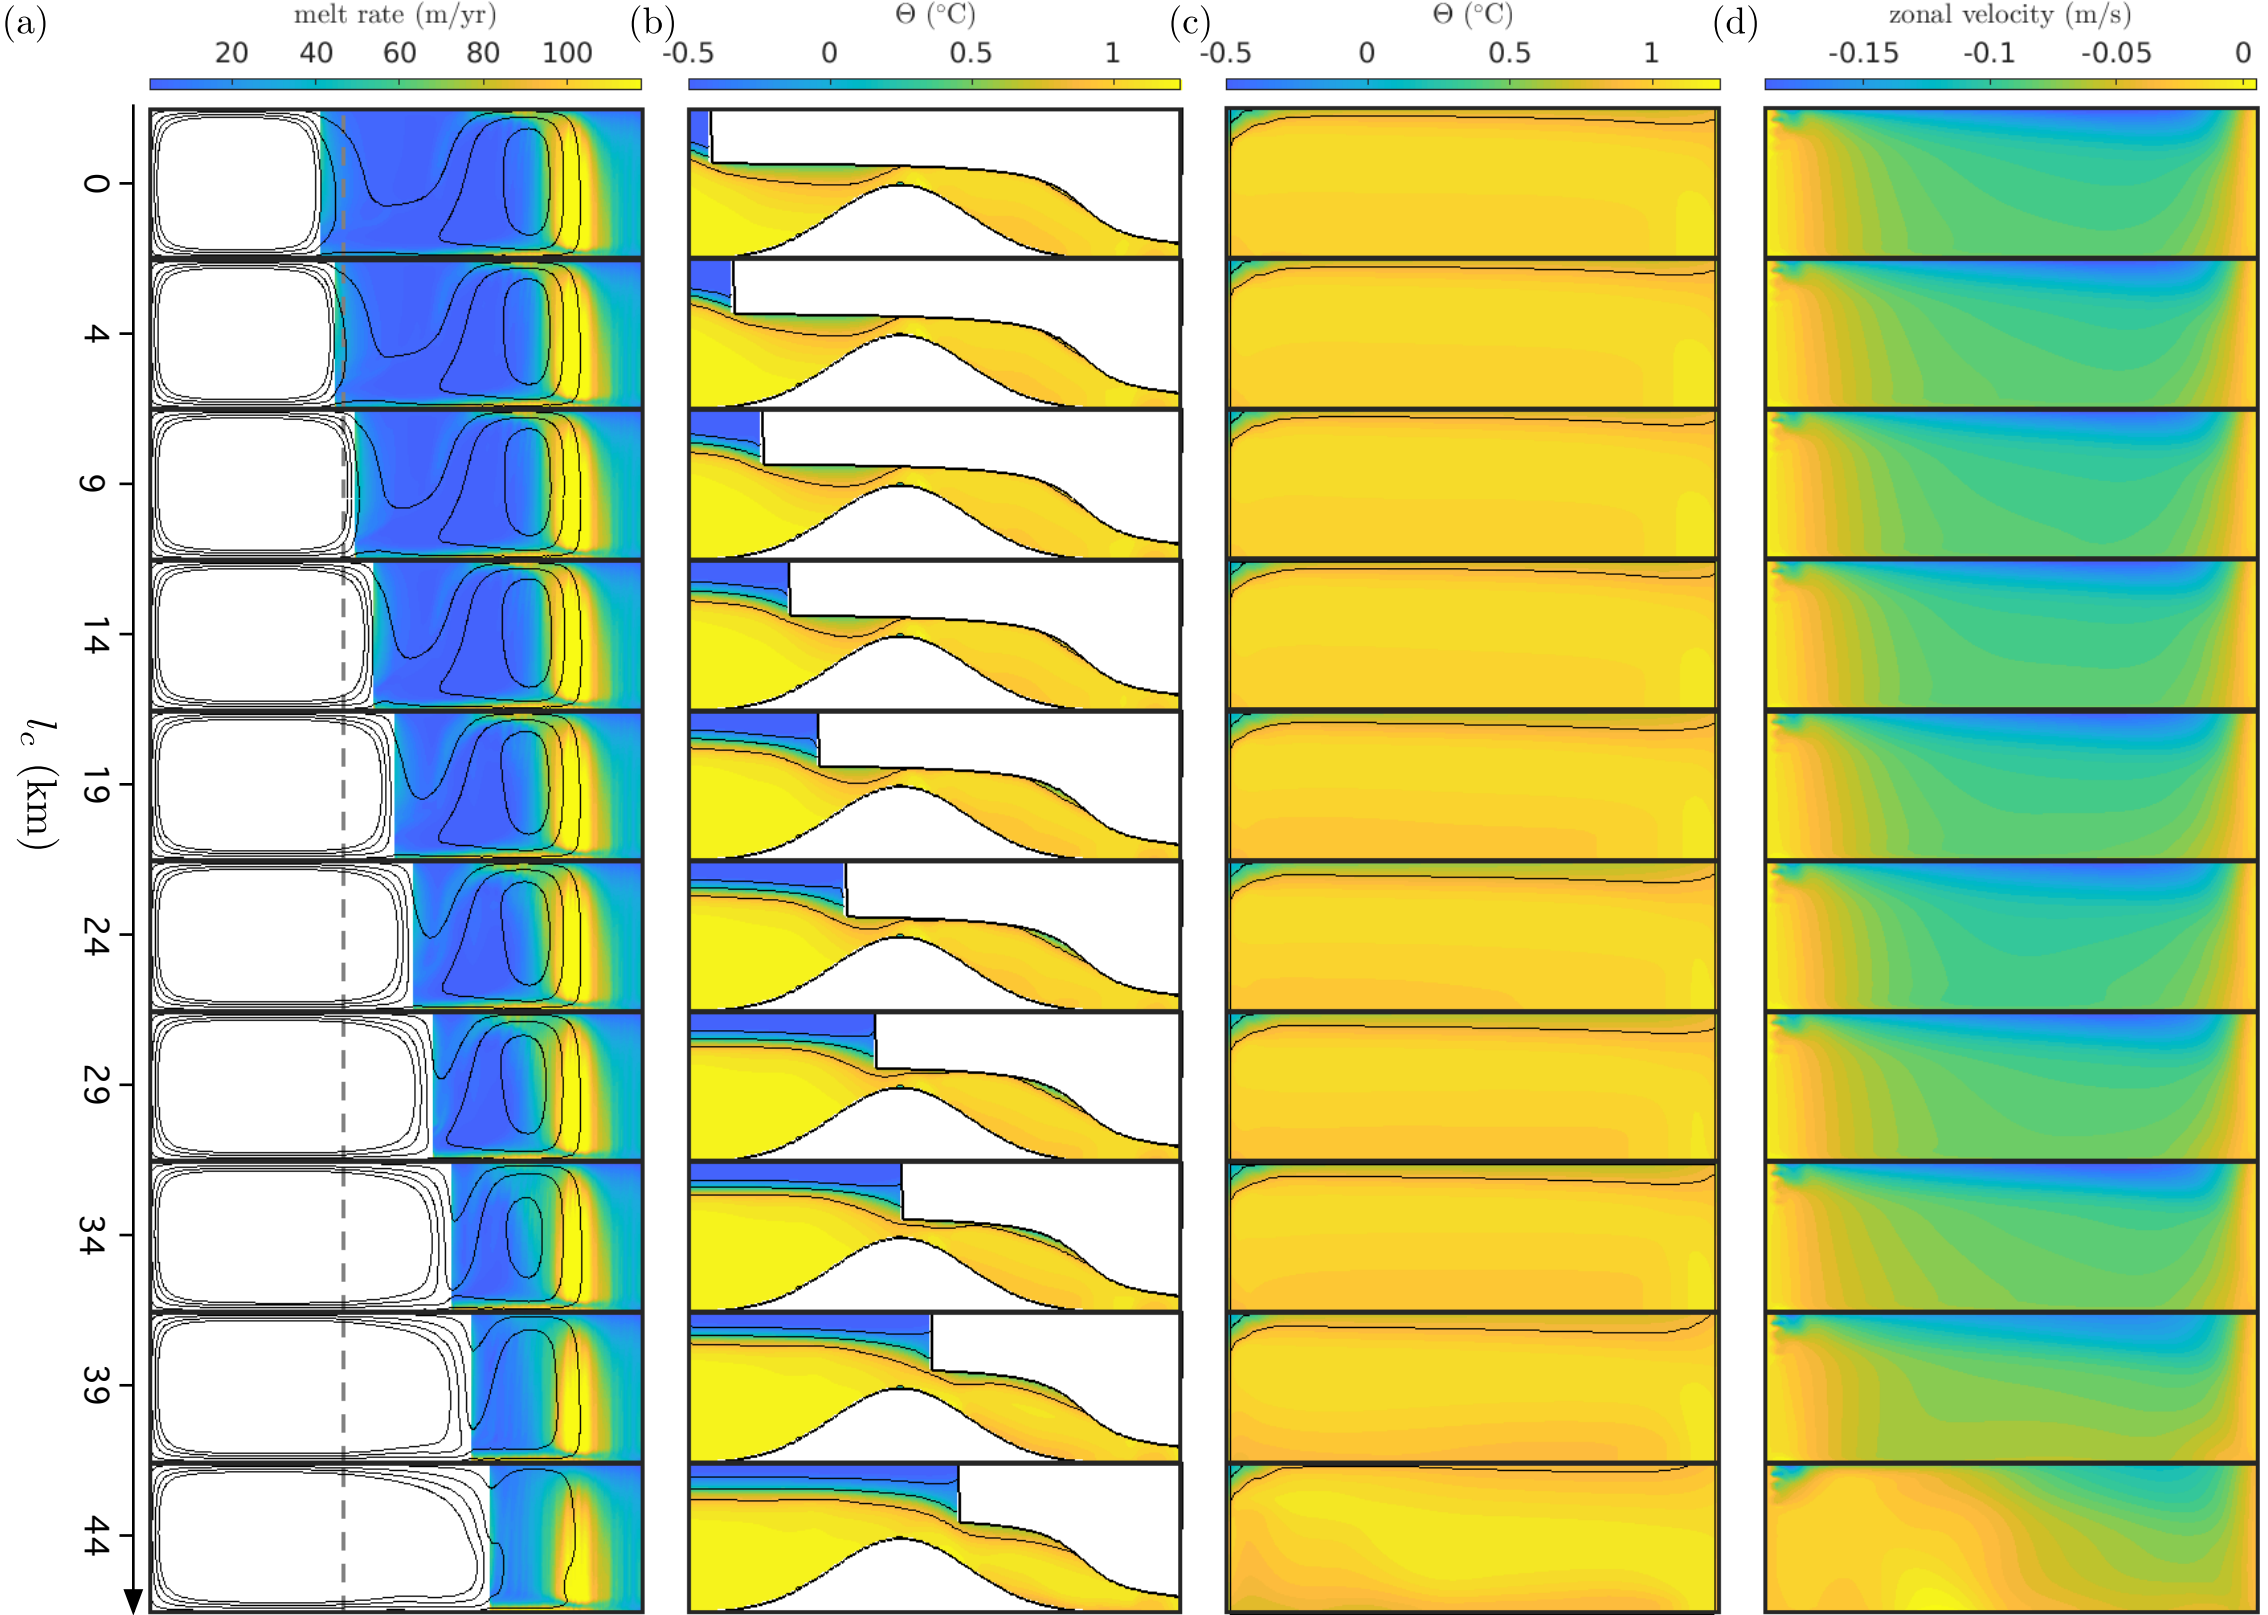 (a) melt rate (m/yr)
20 40 60 80 100
(b) Θ (°C)
-0.5 0 0.5 1
(c) Θ (°C)
-0.5 0 0.5 1
(d) zonal velocity (m/s)
-0.15 -0.1 -0.05 0
0
4
9
14
19
24
29
34
39
44
lc (km)